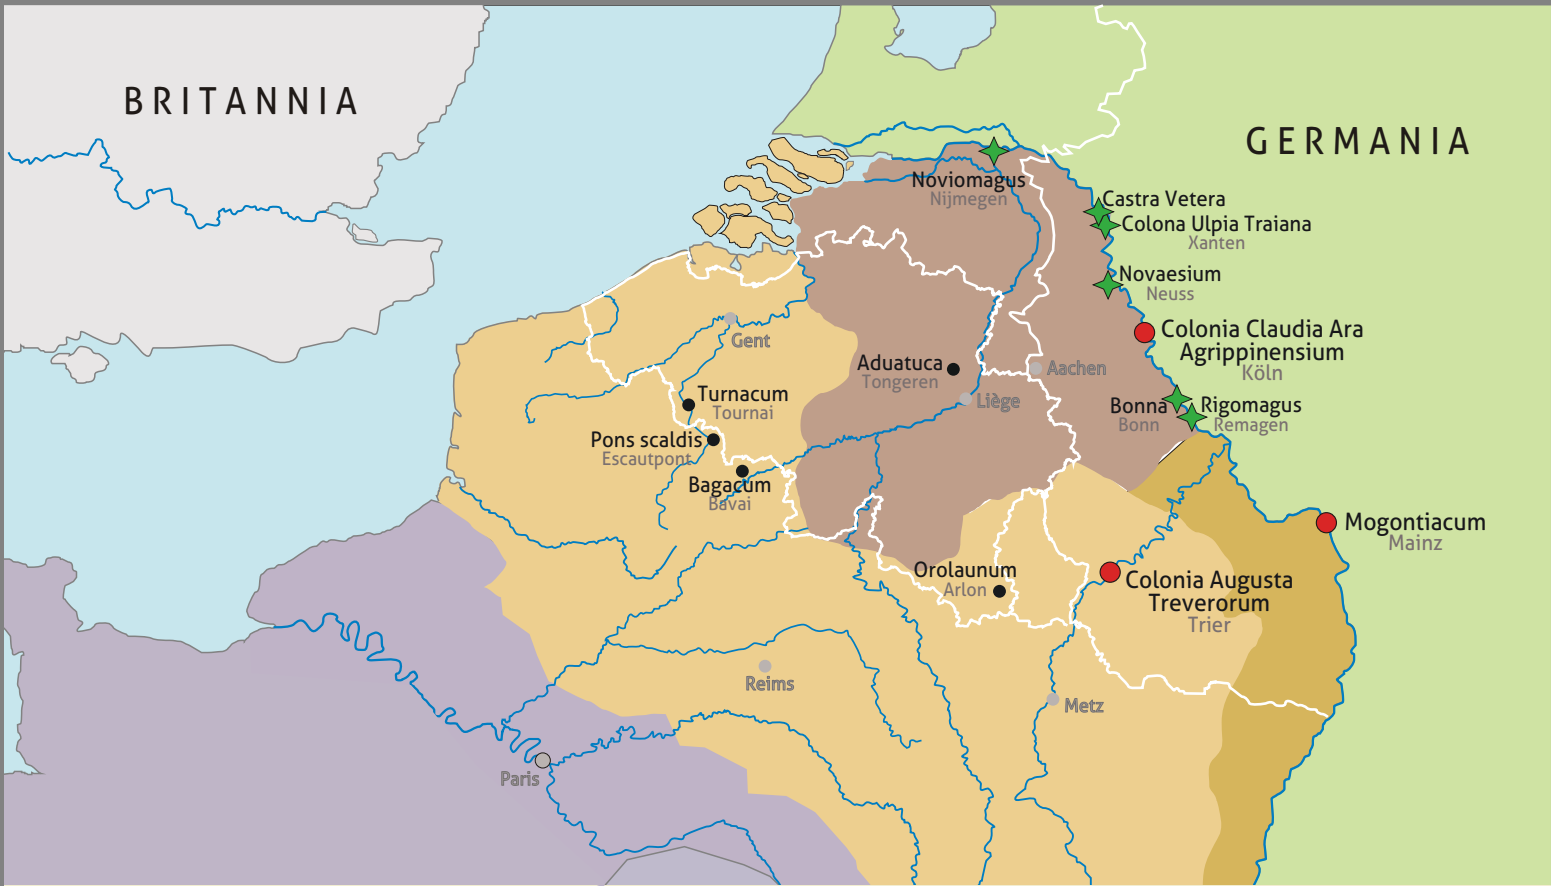 BRITANNIA
GERMANIA
Noviomagus
Nijmegen
Castra Vetera
Colona Ulpia Traiana
Xanten
Novaesium
Neuss
Gent
Colonia Claudia Ara
Agrippinensium
Köln
Aduatuca
Tongeren
Aachen
Liège
Turnacum
Tournai
Bonna
Bonn
Rigomagus
Remagen
Pons scaldis
Escautpont
Bagacum
Bavai
Mogontiacum
Mainz
Orolaunum
Arlon
Colonia Augusta
Treverorum
Trier
Reims
Metz
Paris